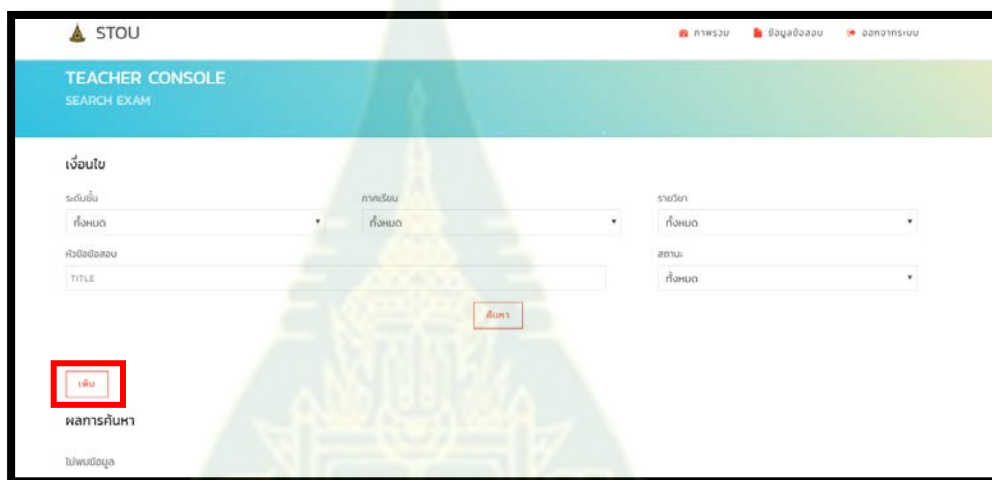 STOU ภาพรวม ข้อมูลข้อสอบ ออกจากระบบ
TEACHER CONSOLE
SEARCH EXAM
เงื่อนไข
ระดับชั้น ภาคเรียน รายวิชา
ทั้งหมด ทั้งหมด ทั้งหมด
หัวข้อข้อสอบ สถานะ
TITLE ทั้งหมด
ค้นหา
เพิ่ม
ผลการค้นหา
ไม่พบข้อมูล